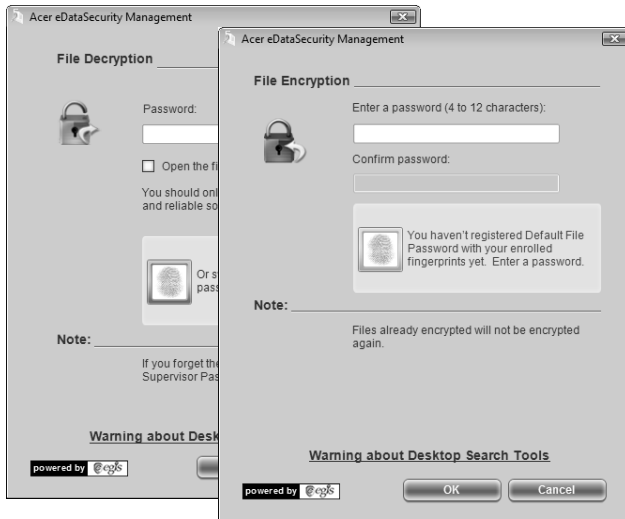 Acer eDataSecurity Management
File Decryption
Password:
Open the fi
You should onl
and reliable so
Or s
pass
Note:
If you forget the
Supervisor Pas
Warning about Desk
powered by egis
Acer eDataSecurity Management
File Encryption
Enter a password (4 to 12 characters):
Confirm password:
You haven't registered Default File
Password with your enrolled
fingerprints yet. Enter a password.
Note:
Files already encrypted will not be encrypted
again.
Warning about Desktop Search Tools
powered by egis
OK
Cancel